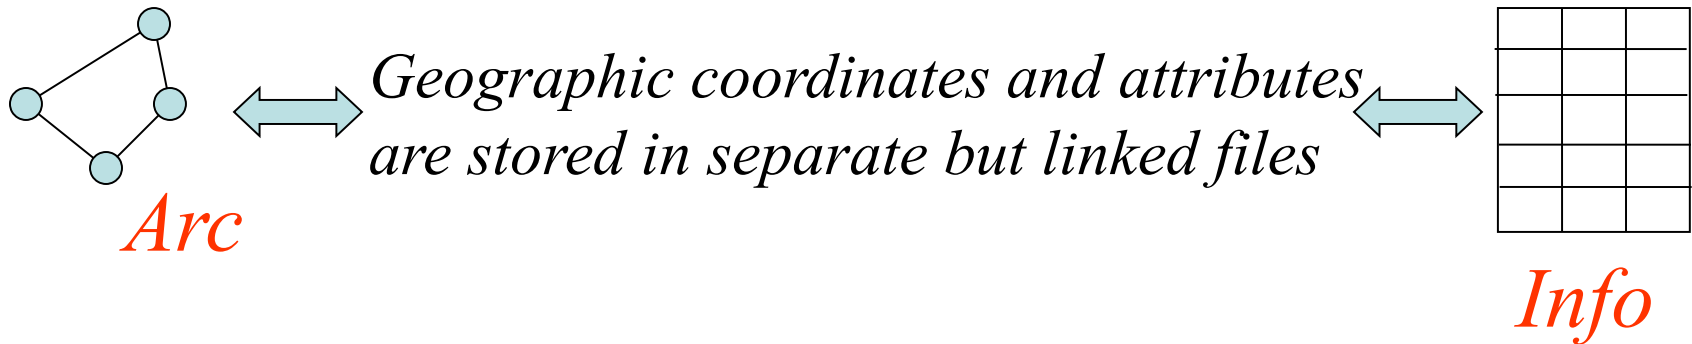 Geographic coordinates and attributes
are stored in separate but linked files
Arc
Info